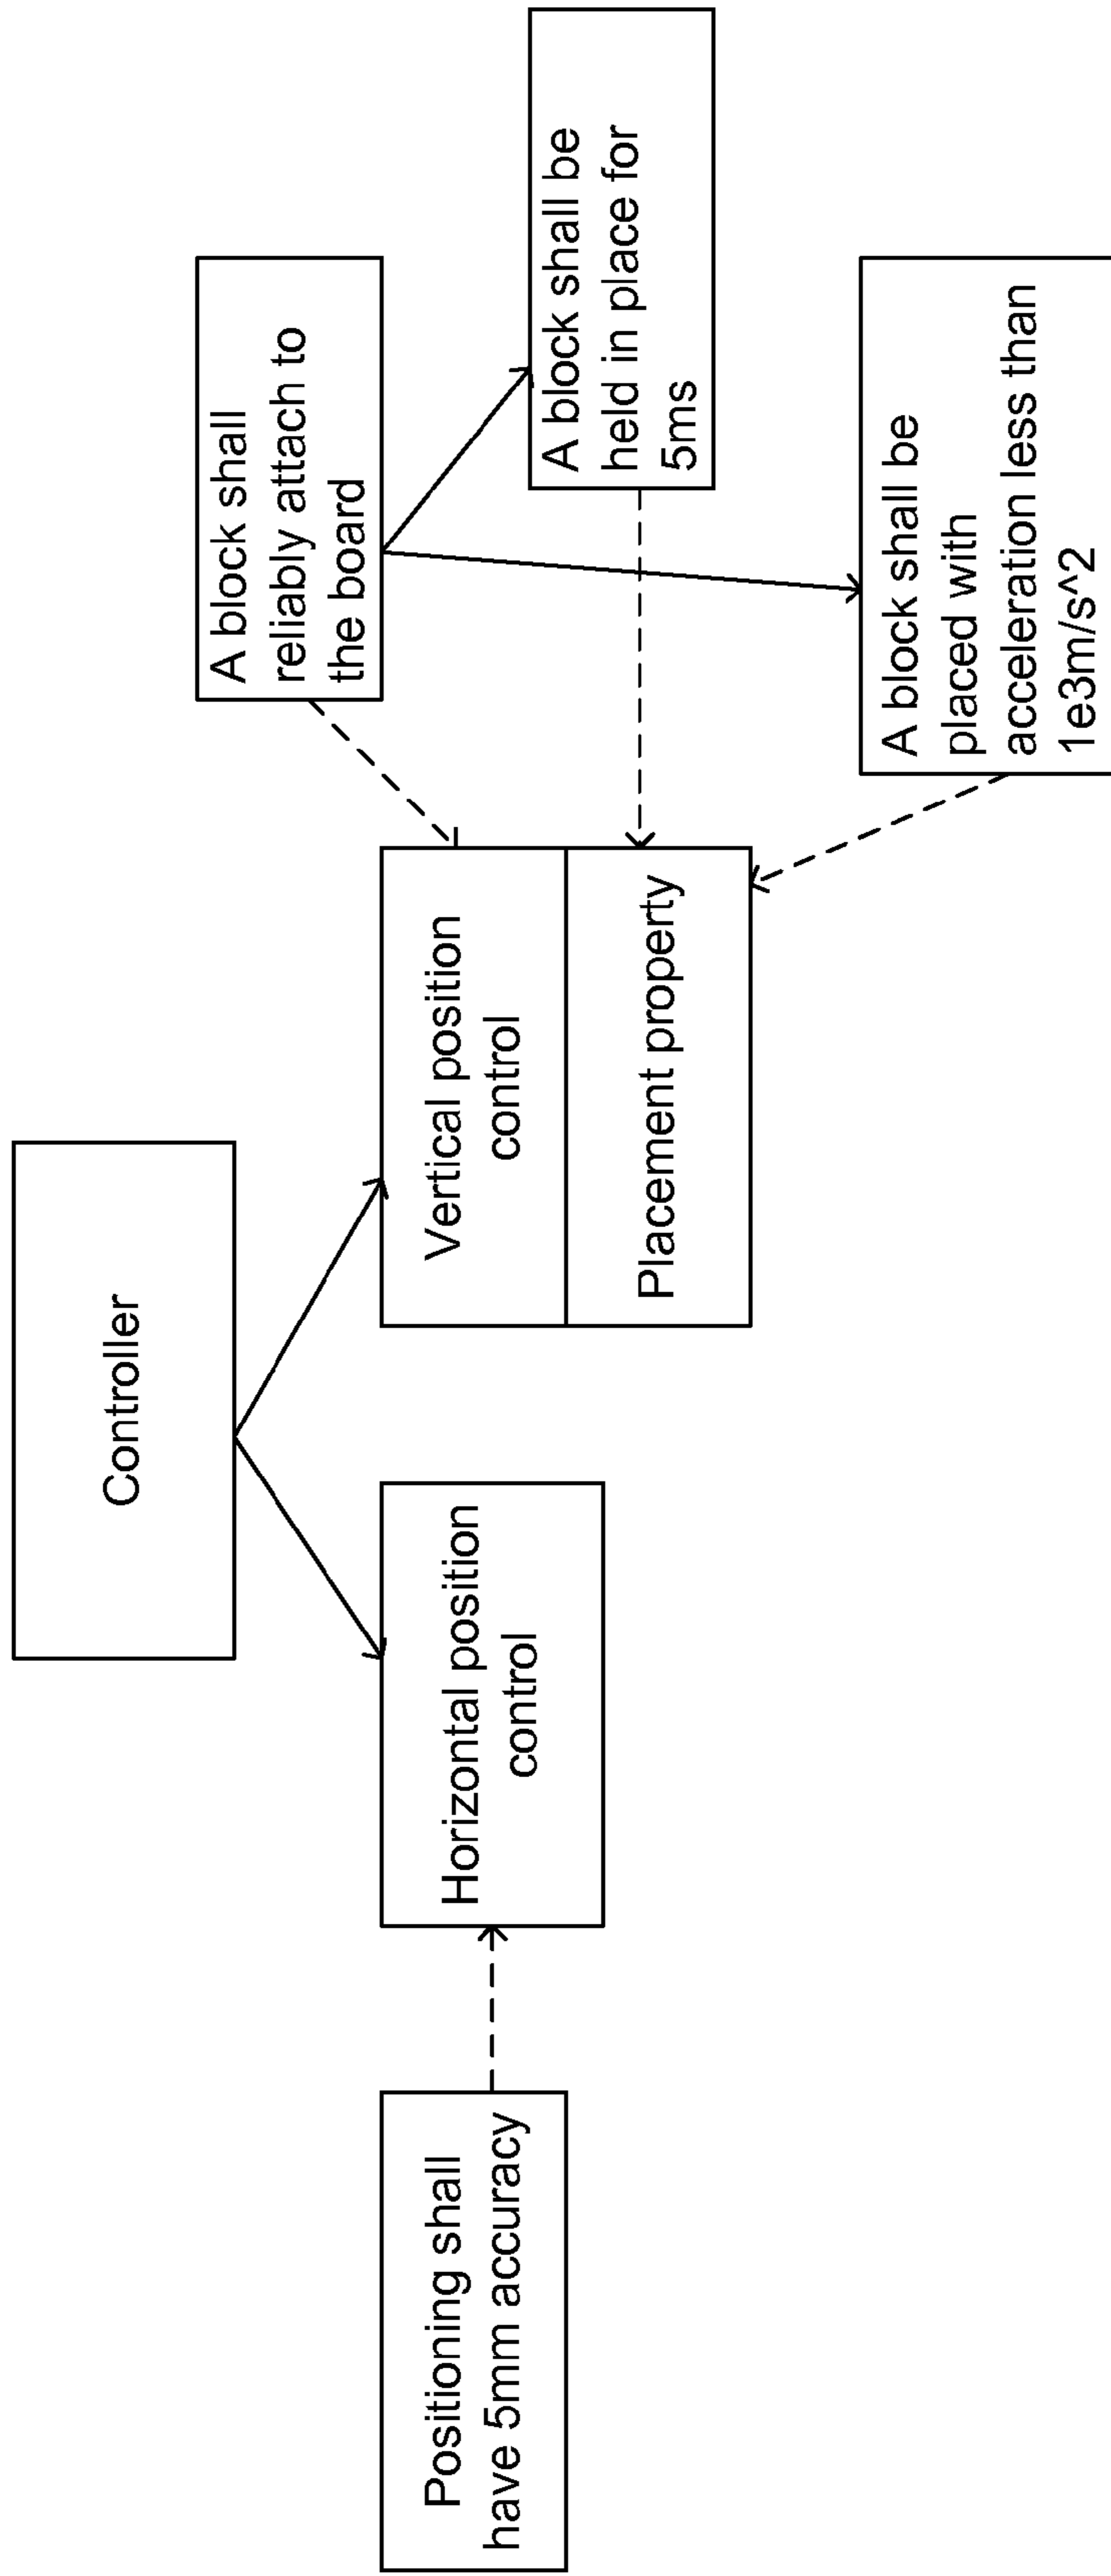 Controller
Positioning shall
have 5mm accuracy
Horizontal position
control
Vertical position
control
Placement property
A block shall
reliably attach to
the board
A block shall be
held in place for
5ms
A block shall be
placed with
acceleration less than
1e3m/s^2